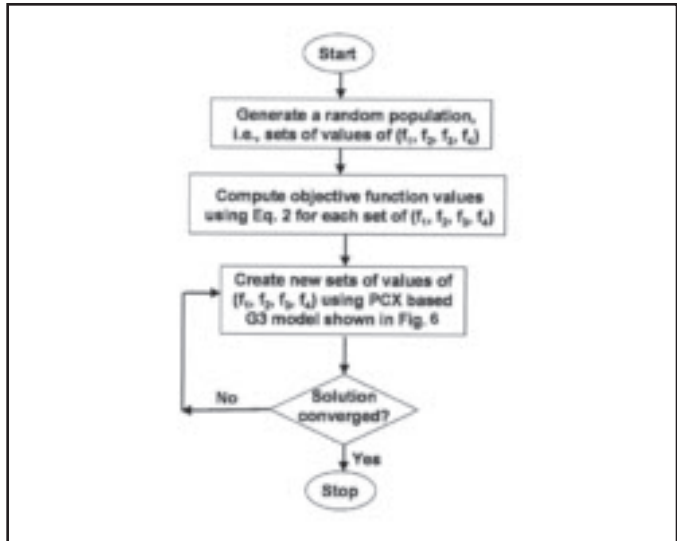 Start
Generate a random population,
i.e., sets of values of (f₁, f₂, f₃, f₄)
Compute objective function values
using Eq. 2 for each set of (f₁, f₂, f₃, f₄)
Create new sets of values of
(f₁, f₂, f₃, f₄) using PCX based
G3 model shown in Fig. 6
No
Solution
converged?
Yes
Stop